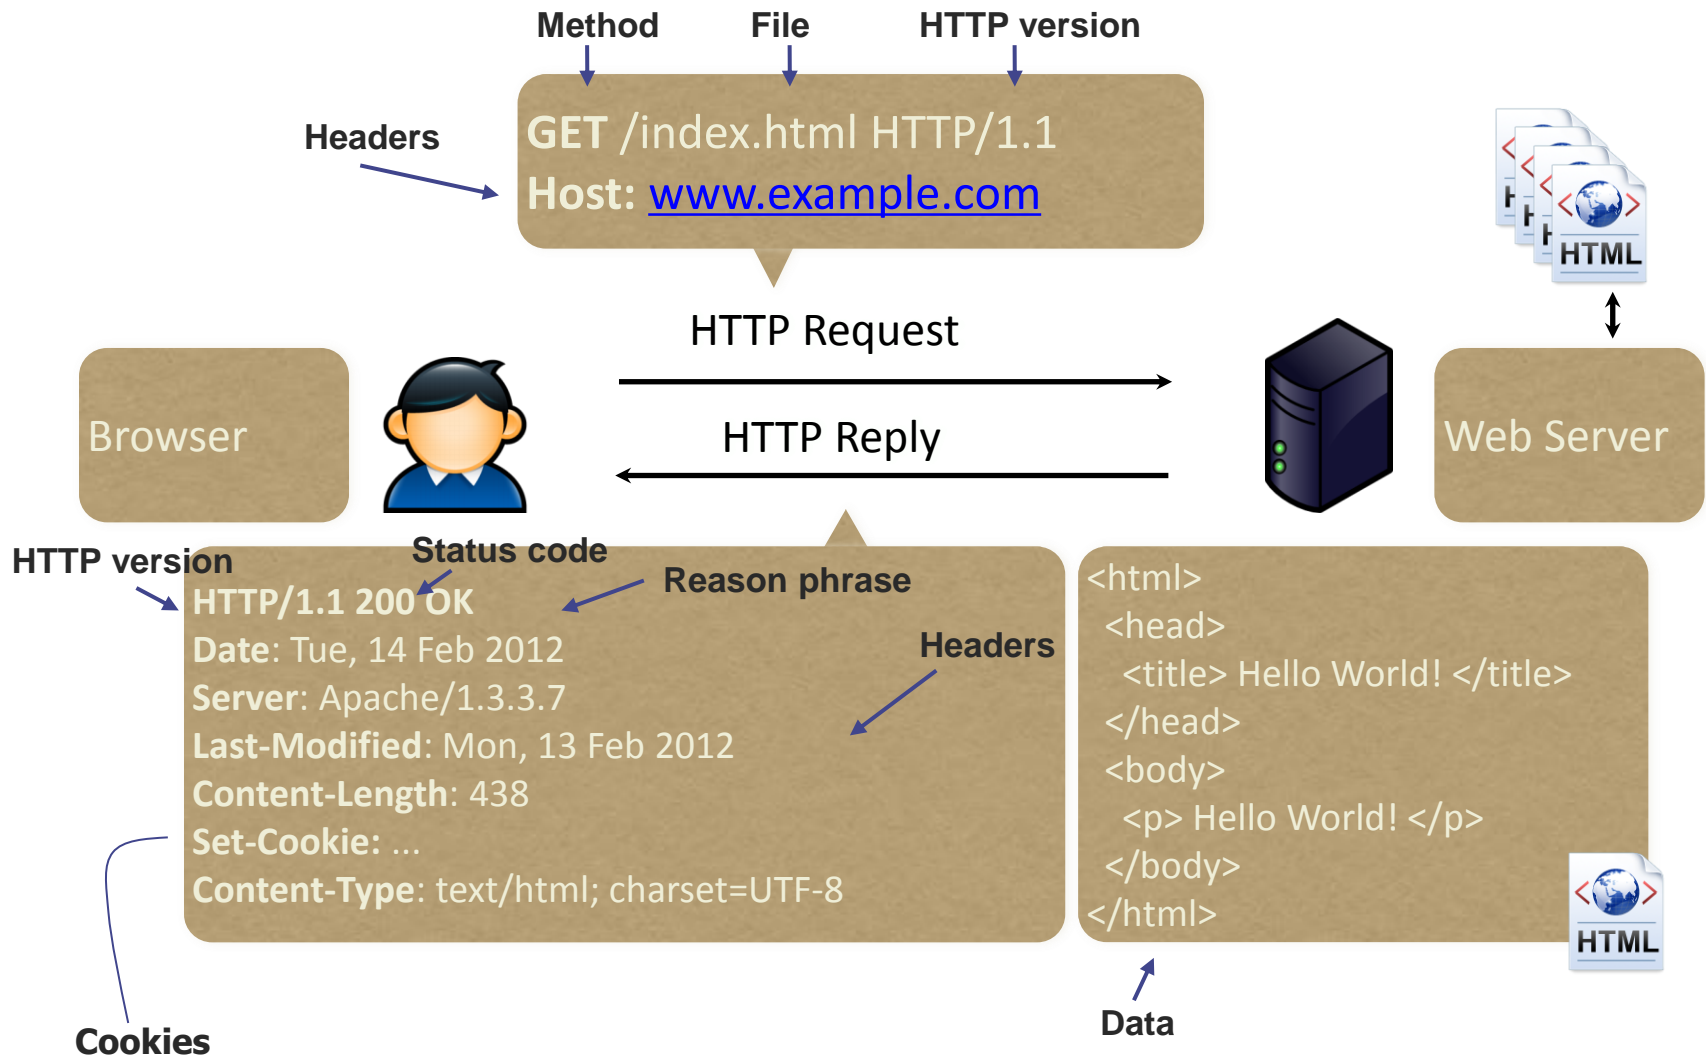 Method File HTTP version
Headers
GET /index.html HTTP/1.1
Host: www.example.com
HTML
HTTP Request
Browser
HTTP Reply
Web Server
HTTP version
Status code
Reason phrase
Headers
HTTP/1.1 200 OK
Date: Tue, 14 Feb 2012
Server: Apache/1.3.3.7
Last-Modified: Mon, 13 Feb 2012
Content-Length: 438
Set-Cookie: ...
Content-Type: text/html; charset=UTF-8
<html>
<head>
<title> Hello World! </title>
</head>
<body>
<p> Hello World! </p>
</body>
</html>
HTML
Cookies
Data